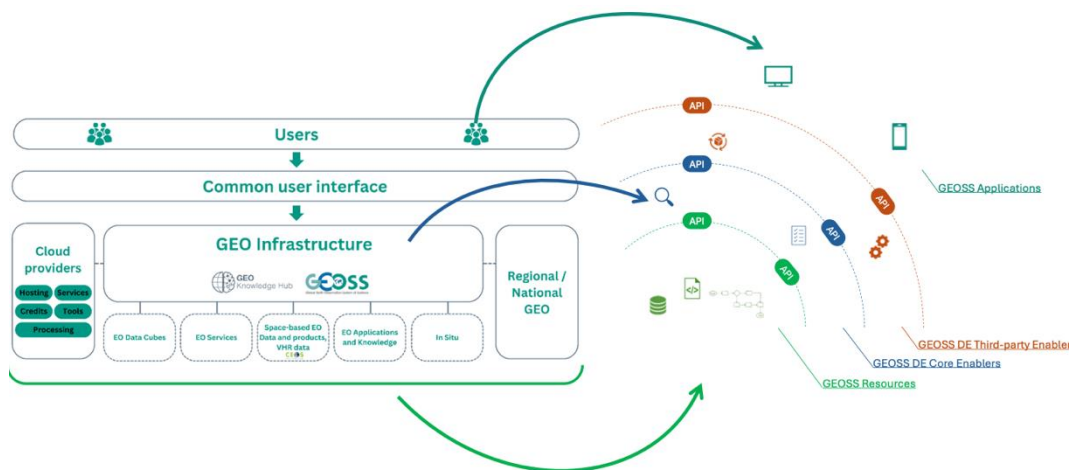 Users
Common user interface
Cloud
providers
Hosting
Services
Credits
Tools
Processing
GEO Infrastructure
GEO
Knowledge Hub
GEOSS
Regional /
National
GEO
EO Data Cubes
EO Services
Space-based EO
Data and products,
VHR data
CEOS
EO Applications
and Knowledge
In Situ
API
API
API
API
API
API
</>
GEOSS Applications
GEOSS DE Third-party Enabler
GEOSS DE Core Enablers
GEOSS Resources